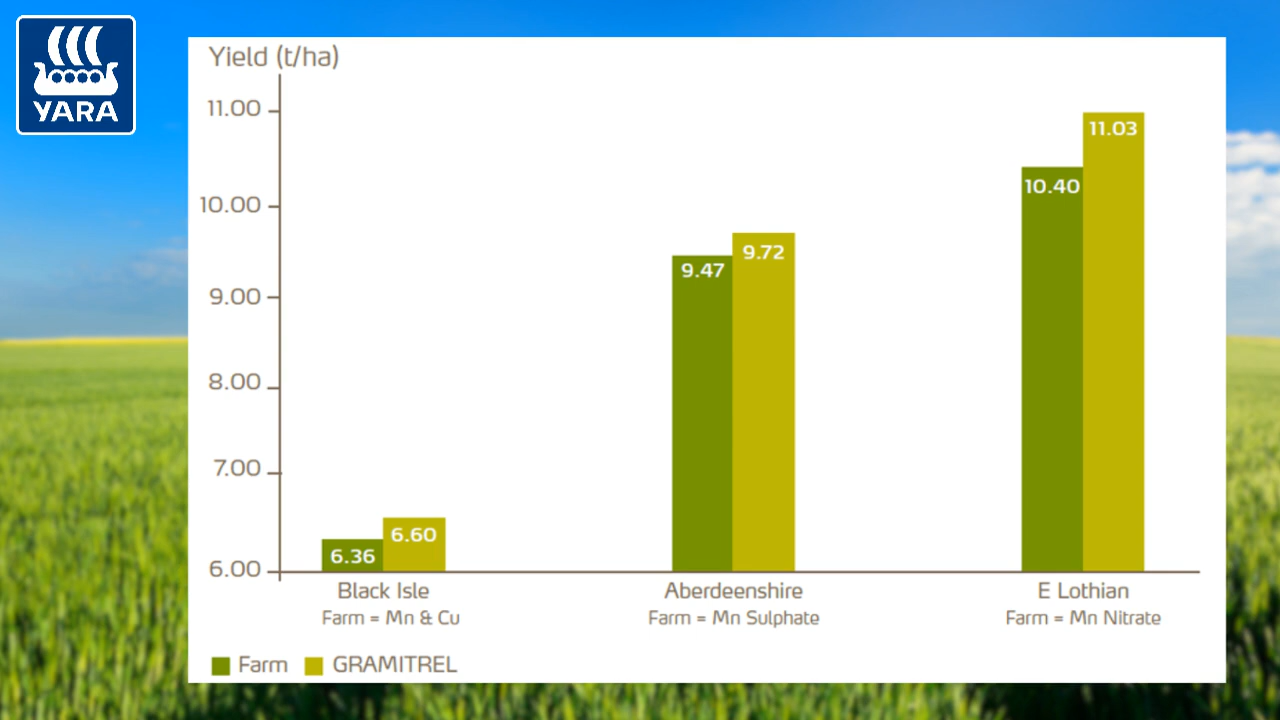 YARA
Yield (t/ha)
11.00
10.00
9.00
8.00
7.00
6.00
6.36
6.60
9.47
9.72
10.40
11.03
Black Isle
Farm = Mn & Cu
Aberdeenshire
Farm = Mn Sulphate
E Lothian
Farm = Mn Nitrate
Farm
GRAMITREL